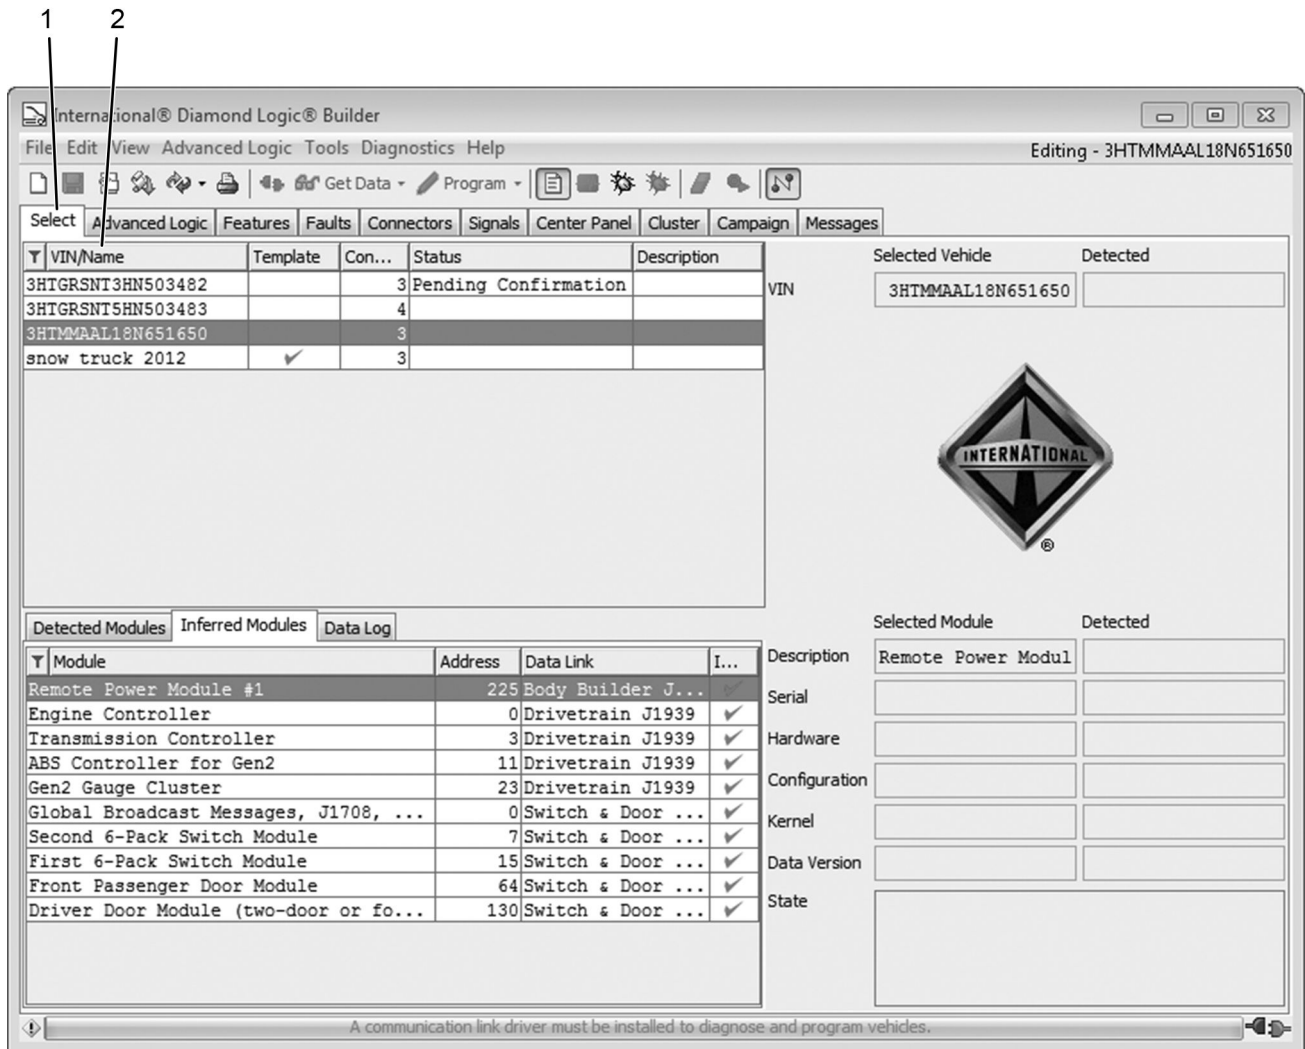 1 2
International® Diamond Logic® Builder
File Edit View Advanced Logic Tools Diagnostics Help Editing - 3HTMMAAL18N651650
Get Data Program
Select Advanced Logic Features Faults Connectors Signals Center Panel Cluster Campaign Messages
VIN/Name Template Con... Status Description
3HTGRSNT3HN503482 3 Pending Confirmation
3HTGRSNT5HN503483 4
3HTMMAAL18N651650 3
snow truck 2012 3
Selected Vehicle Detected
VIN 3HTMMAAL18N651650
INTERNATIONAL
®
Detected Modules Inferred Modules Data Log
Module Address Data Link I...
Remote Power Module #1 225 Body Builder J...
Engine Controller 0 Drivetrain J1939
Transmission Controller 3 Drivetrain J1939
ABS Controller for Gen2 11 Drivetrain J1939
Gen2 Gauge Cluster 23 Drivetrain J1939
Global Broadcast Messages, J1708, ... 0 Switch & Door ...
Second 6-Pack Switch Module 7 Switch & Door ...
First 6-Pack Switch Module 15 Switch & Door ...
Front Passenger Door Module 64 Switch & Door ...
Driver Door Module (two-door or fo... 130 Switch & Door ...
Selected Module Detected
Description Remote Power Modul
Serial
Hardware
Configuration
Kernel
Data Version
State
A communication link driver must be installed to diagnose and program vehicles.